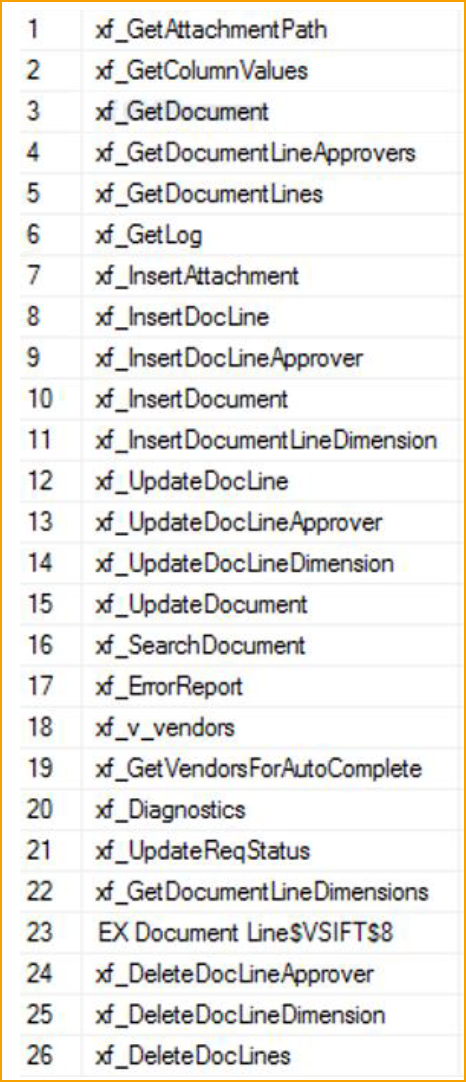 1 xf_GetAttachmentPath
2 xf_GetColumnValues
3 xf_GetDocument
4 xf_GetDocumentLineApprovers
5 xf_GetDocumentLines
6 xf_GetLog
7 xf_InsertAttachment
8 xf_InsertDocLine
9 xf_InsertDocLineApprover
10 xf_InsertDocument
11 xf_InsertDocumentLineDimension
12 xf_UpdateDocLine
13 xf_UpdateDocLineApprover
14 xf_UpdateDocLineDimension
15 xf_UpdateDocument
16 xf_SearchDocument
17 xf_ErrorReport
18 xf_v_vendors
19 xf_GetVendorsForAutoComplete
20 xf_Diagnostics
21 xf_UpdateReqStatus
22 xf_GetDocumentLineDimensions
23 EX Document Line$VSIFT$8
24 xf_DeleteDocLineApprover
25 xf_DeleteDocLineDimension
26 xf_DeleteDocLines